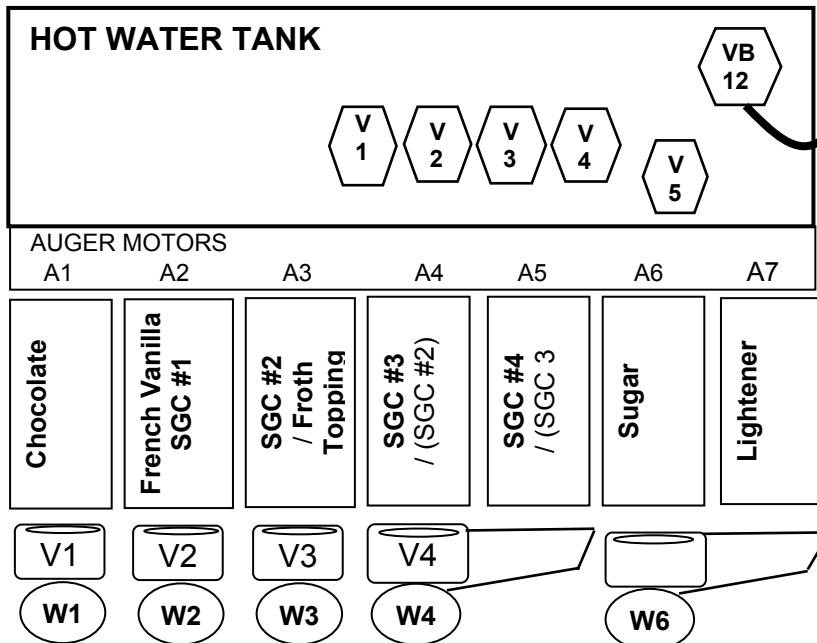 HOT WATER TANK
VB
12
V
1
V
2
V
3
V
4
V
5
AUGER MOTORS
A1 A2 A3 A4 A5 A6 A7
Chocolate
French Vanilla
SGC #1
SGC #2
/ Froth
Topping
SGC #3
/ (SGC #2)
SGC #4
/ (SGC 3
Sugar
Lightener
V1 V2 V3 V4
W1 W2 W3 W4 W6